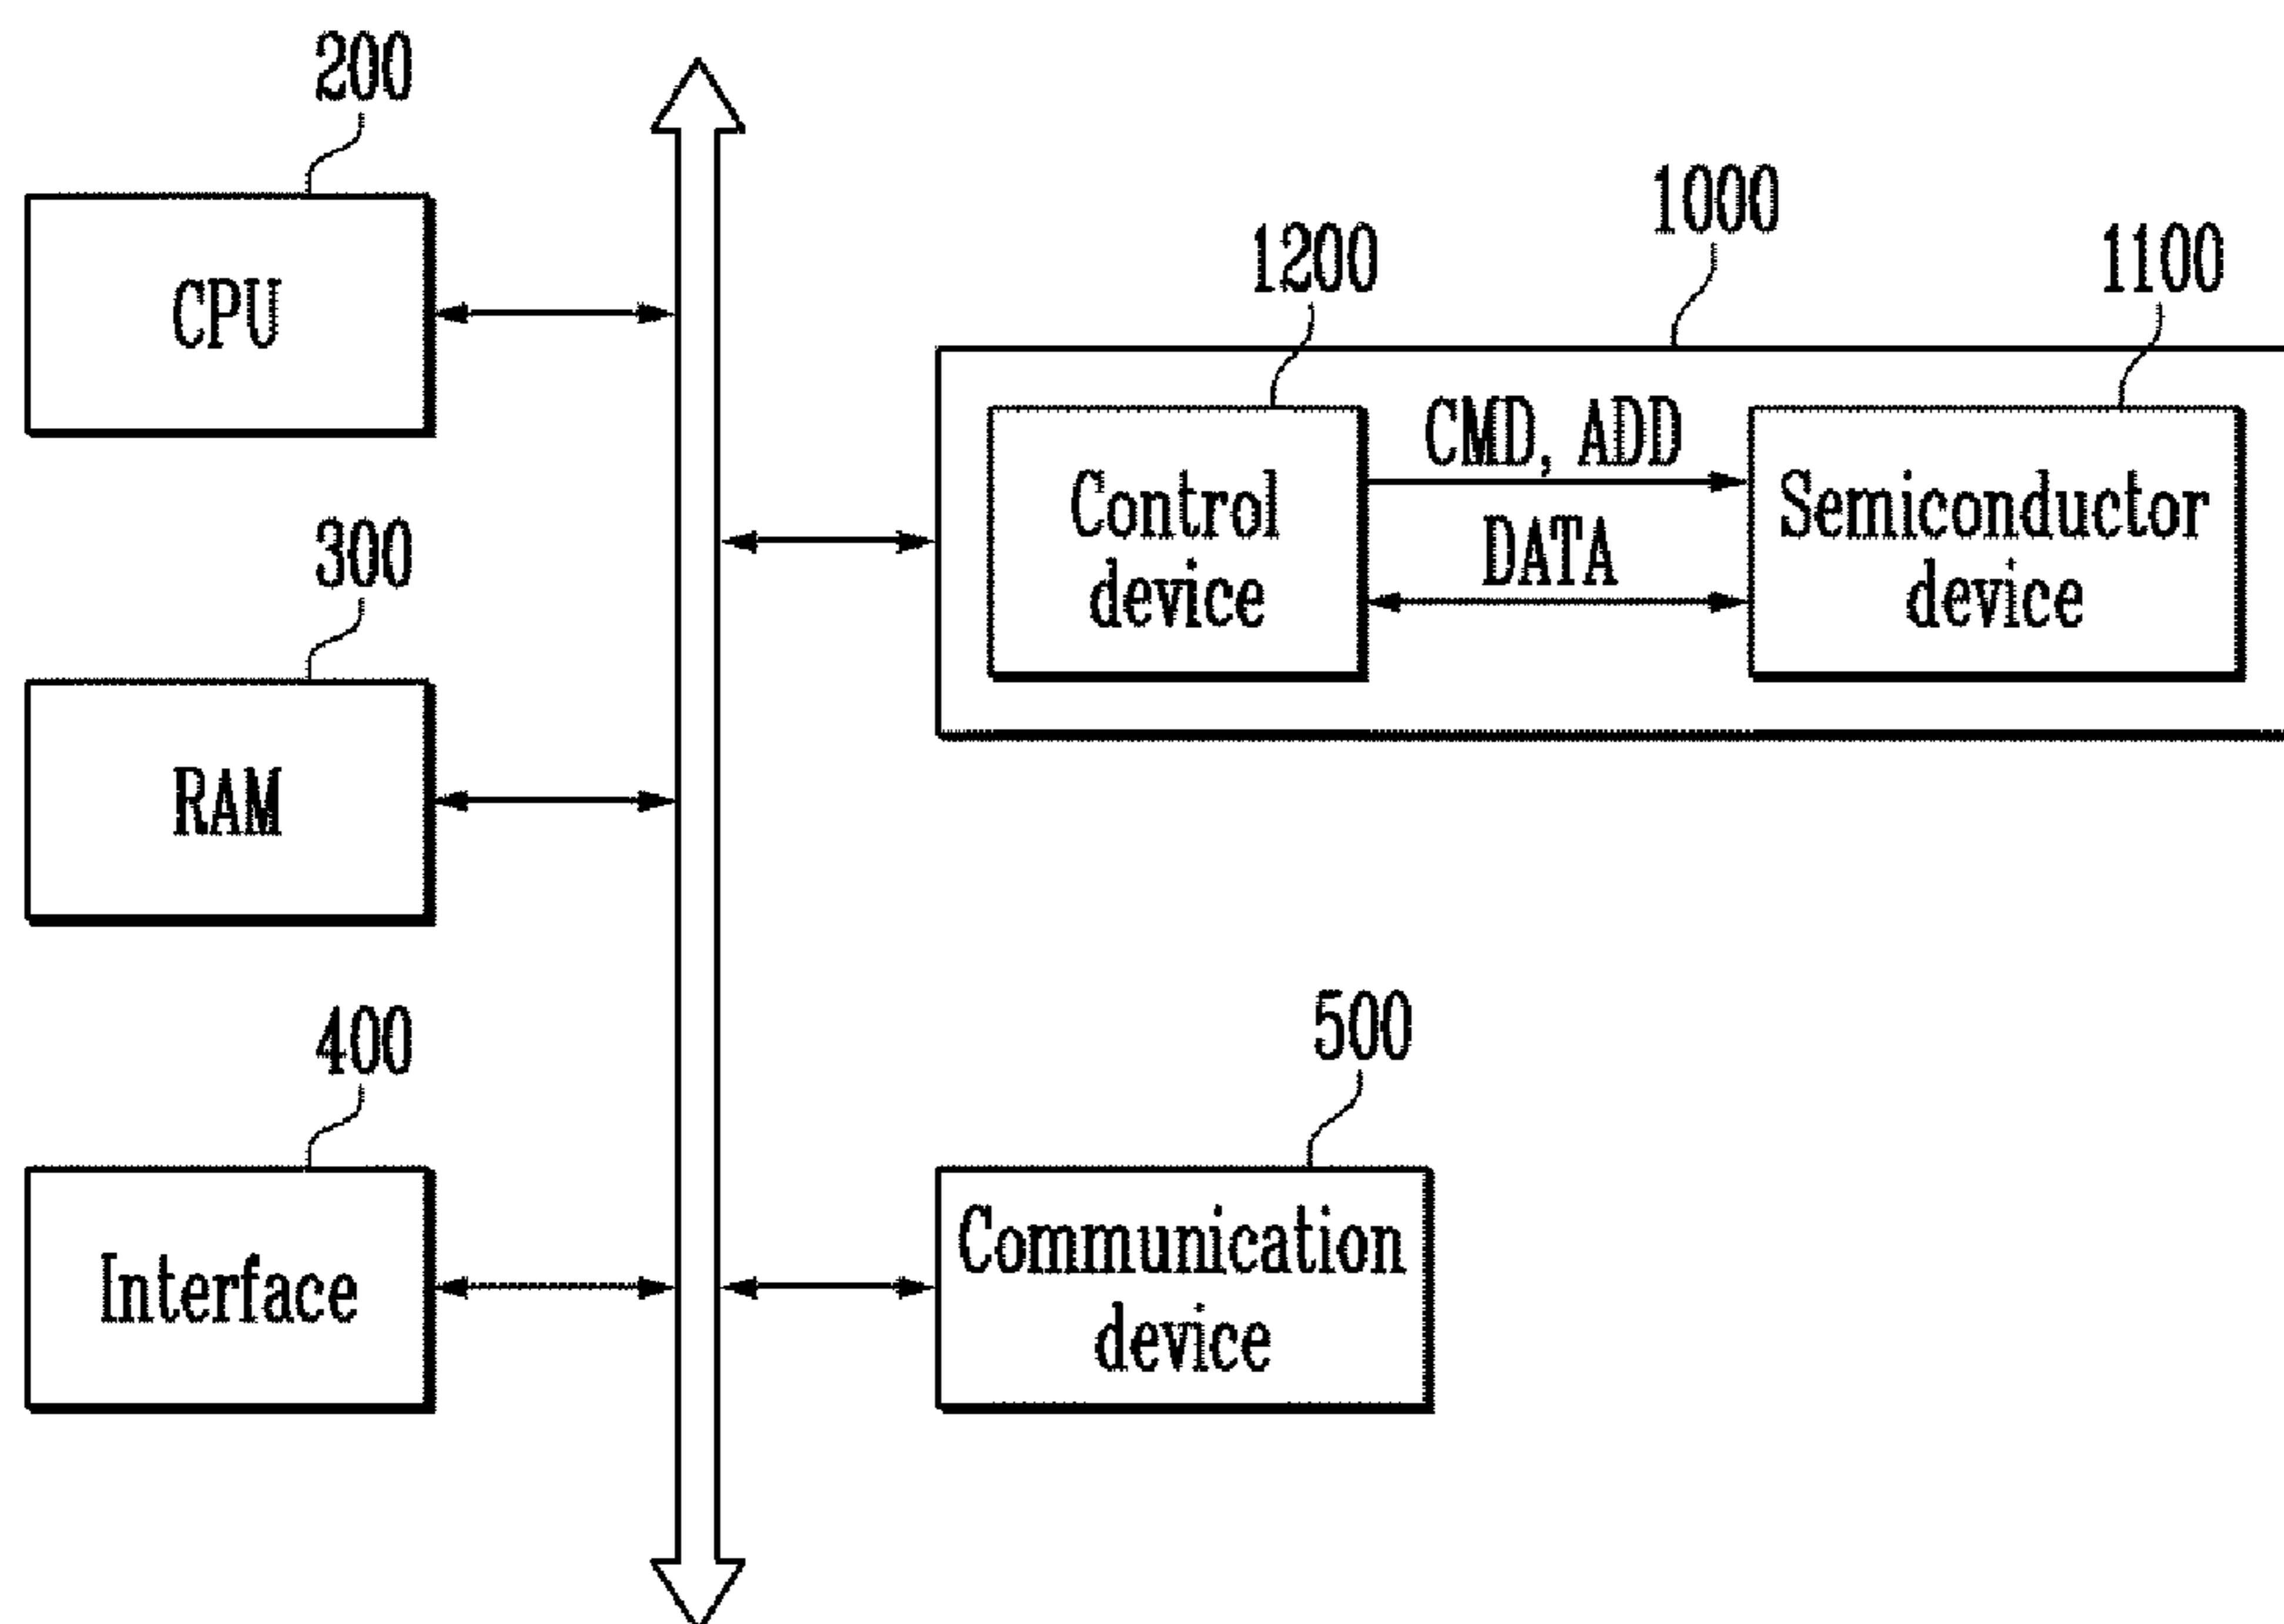 200
CPU
300
RAM
400
Interface
1000
1200
1100
Control
device
CMD, ADD
DATA
Semiconductor
device
500
Communication
device